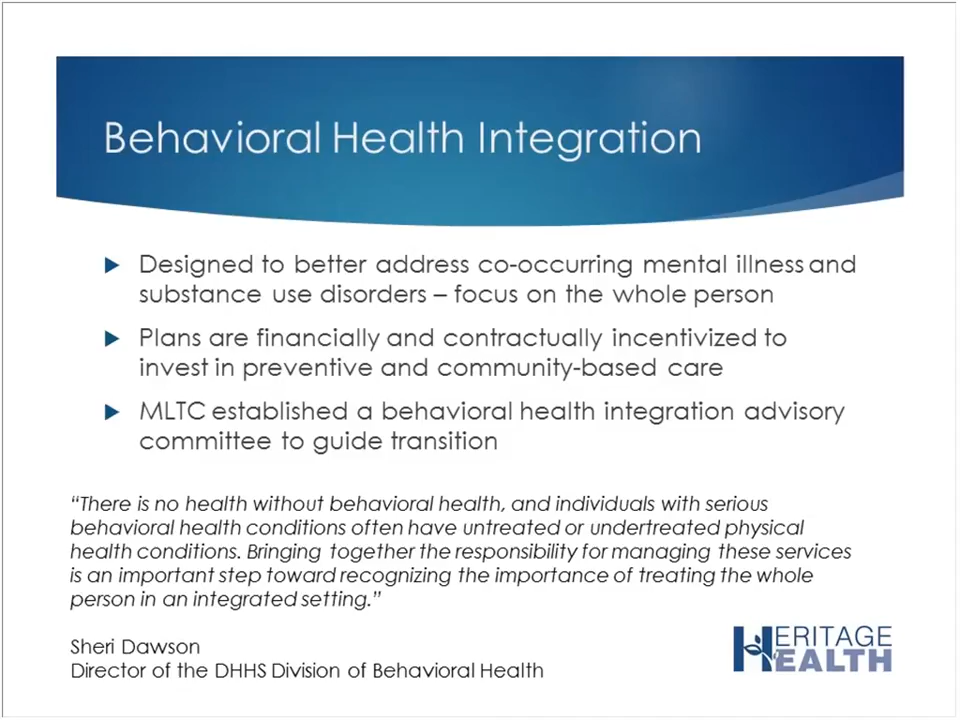 Behavioral Health Integration
Designed to better address co-occurring mental illness and
substance use disorders – focus on the whole person
Plans are financially and contractually incentivized to
invest in preventive and community-based care
MLTC established a behavioral health integration advisory
committee to guide transition
“There is no health without behavioral health, and individuals with serious
behavioral health conditions often have untreated or undertreated physical
health conditions. Bringing together the responsibility for managing these services
is an important step toward recognizing the importance of treating the whole
person in an integrated setting.”
Sheri Dawson
Director of the DHHS Division of Behavioral Health
HERITAGE
HEALTH